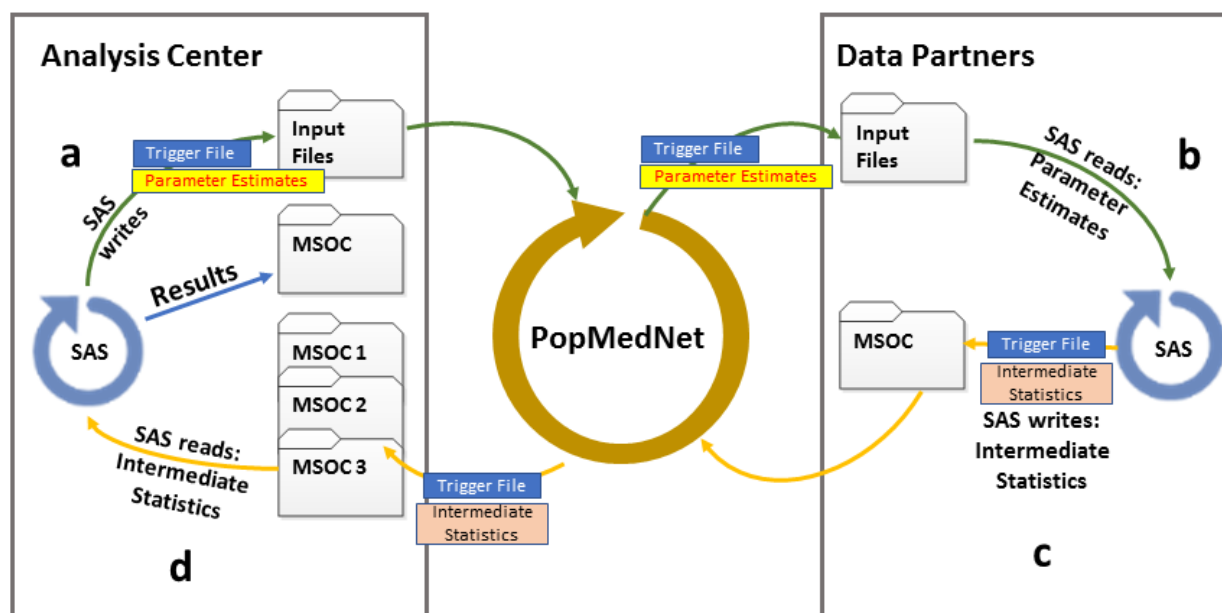 Analysis Center
Data Partners
a
Trigger File
Parameter Estimates
Input
Files
SAS
writes
MSOC
Results
SAS
MSOC 1
MSOC 2
MSOC 3
SAS reads:
Intermediate
Statistics
d
Trigger File
Intermediate
Statistics
PopMedNet
Trigger File
Parameter Estimates
Input
Files
SAS reads:
Parameter
Estimates
b
MSOC
Trigger File
Intermediate
Statistics
SAS
SAS writes:
Intermediate
Statistics
c